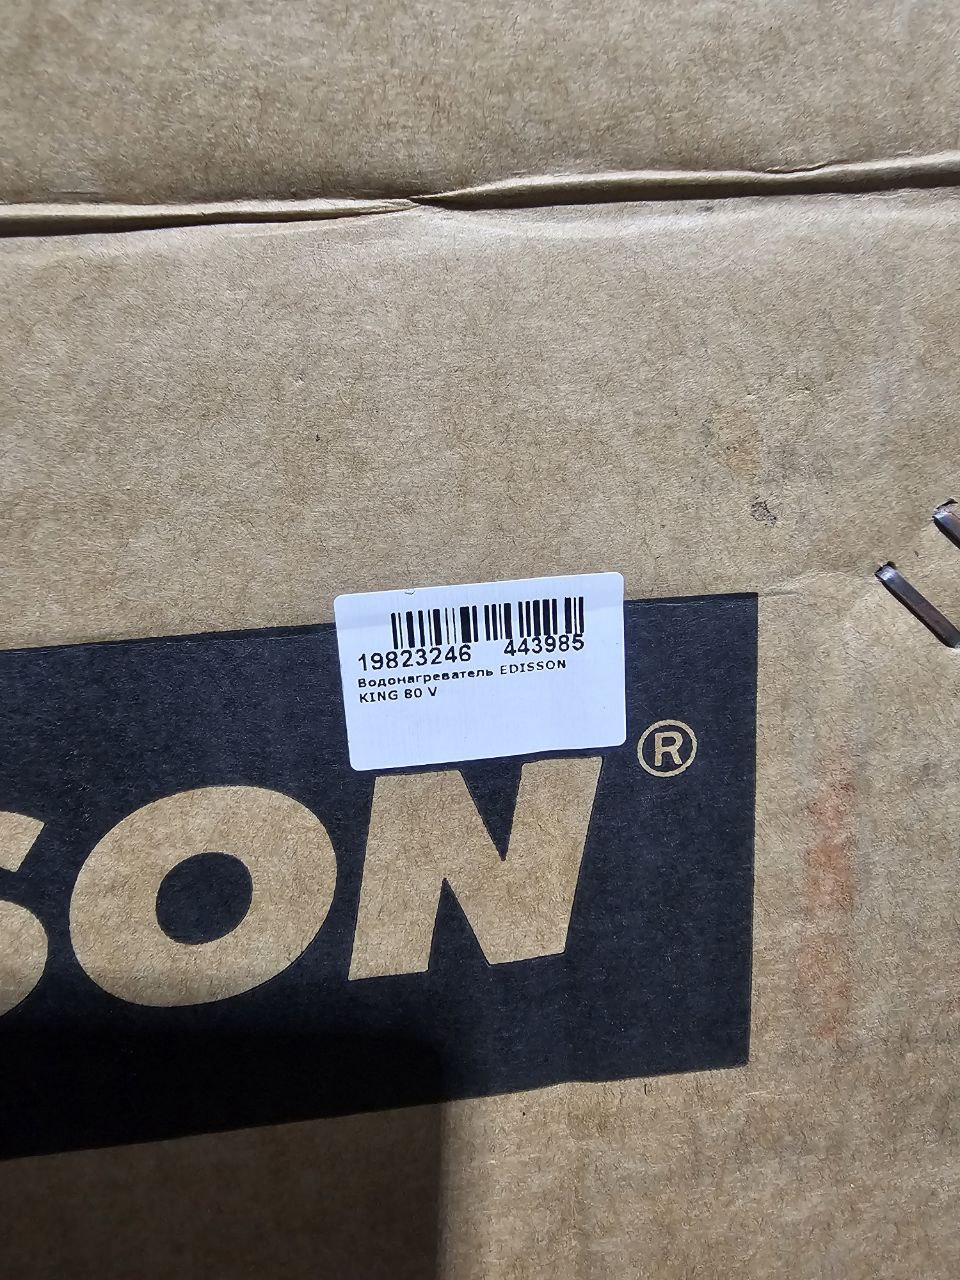 19823246 443985
Водонагреватель EDISSON
KING 80 V
SON®